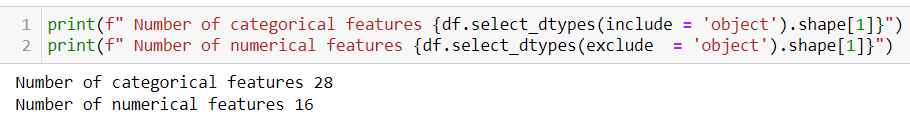 1 print(f" Number of categorical features {df.select_dtypes(include = 'object').shape[1]}")
2 print(f" Number of numerical features {df.select_dtypes(exclude  = 'object').shape[1]}")
Number of categorical features 28
Number of numerical features 16